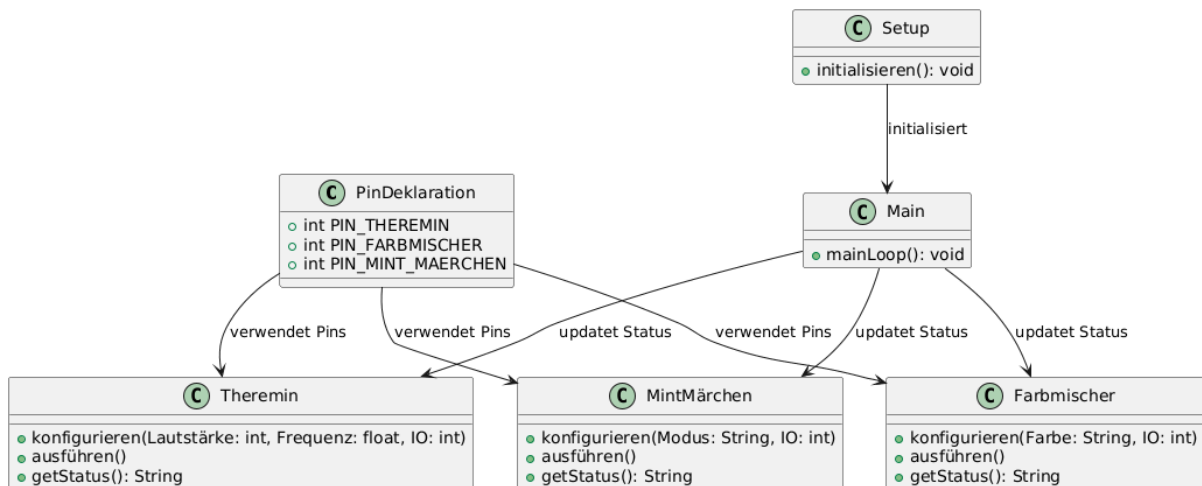 C Setup
initialisieren(): void
initialisiert
C PinDeklaration
int PIN_THEREMIN
int PIN_FARBMISCHER
int PIN_MINT_MAERCHEN
C Main
mainLoop(): void
verwendet Pins
verwendet Pins
updatet Status
verwendet Pins
updatet Status
updatet Status
C Theremin
konfigurieren(Lautstärke: int, Frequenz: float, IO: int)
ausführen()
getStatus(): String
C MintMärchen
konfigurieren(Modus: String, IO: int)
ausführen()
getStatus(): String
C Farbmischer
konfigurieren(Farbe: String, IO: int)
ausführen()
getStatus(): String